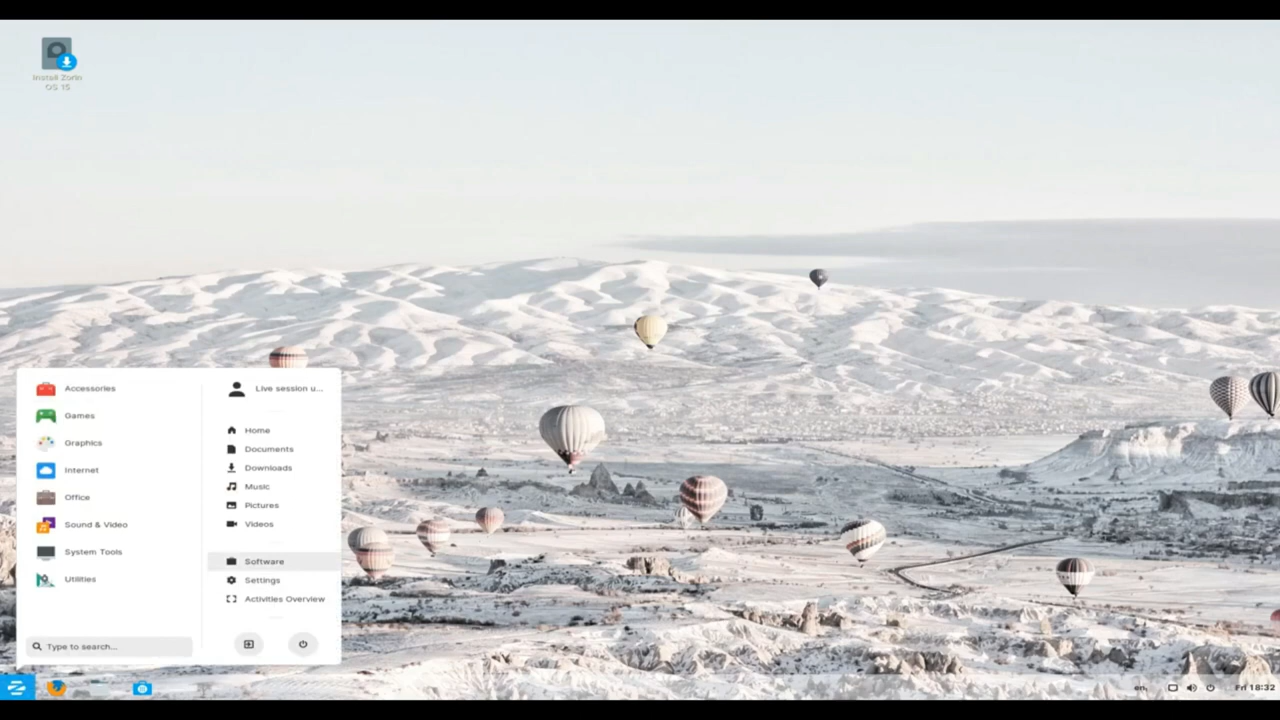 Install Zorin
OS 15
Accessories
Games
Graphics
Internet
Office
Sound & Video
System Tools
Utilities
Type to search...
Live session u...
Home
Documents
Downloads
Music
Pictures
Videos
Software
Settings
Activities Overview
en
Fri 18:32